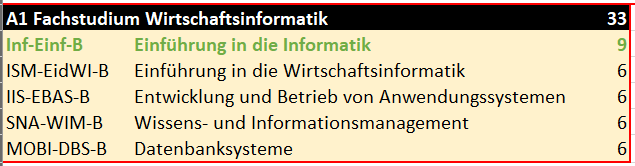 A1 Fachstudium Wirtschaftsinformatik 33
Inf-Einf-B Einführung in die Informatik 9
ISM-EidWI-B Einführung in die Wirtschaftsinformatik 6
IIS-EBAS-B Entwicklung und Betrieb von Anwendungssystemen 6
SNA-WIM-B Wissens- und Informationsmanagement 6
MOBI-DBS-B Datenbanksysteme 6